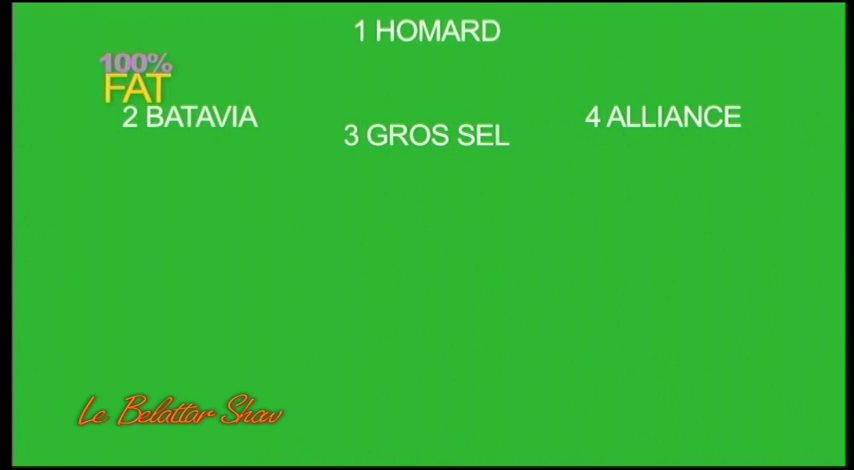 1 HOMARD
100%
FAT
2 BATAVIA
3 GROS SEL
4 ALLIANCE
Le Belattar Show